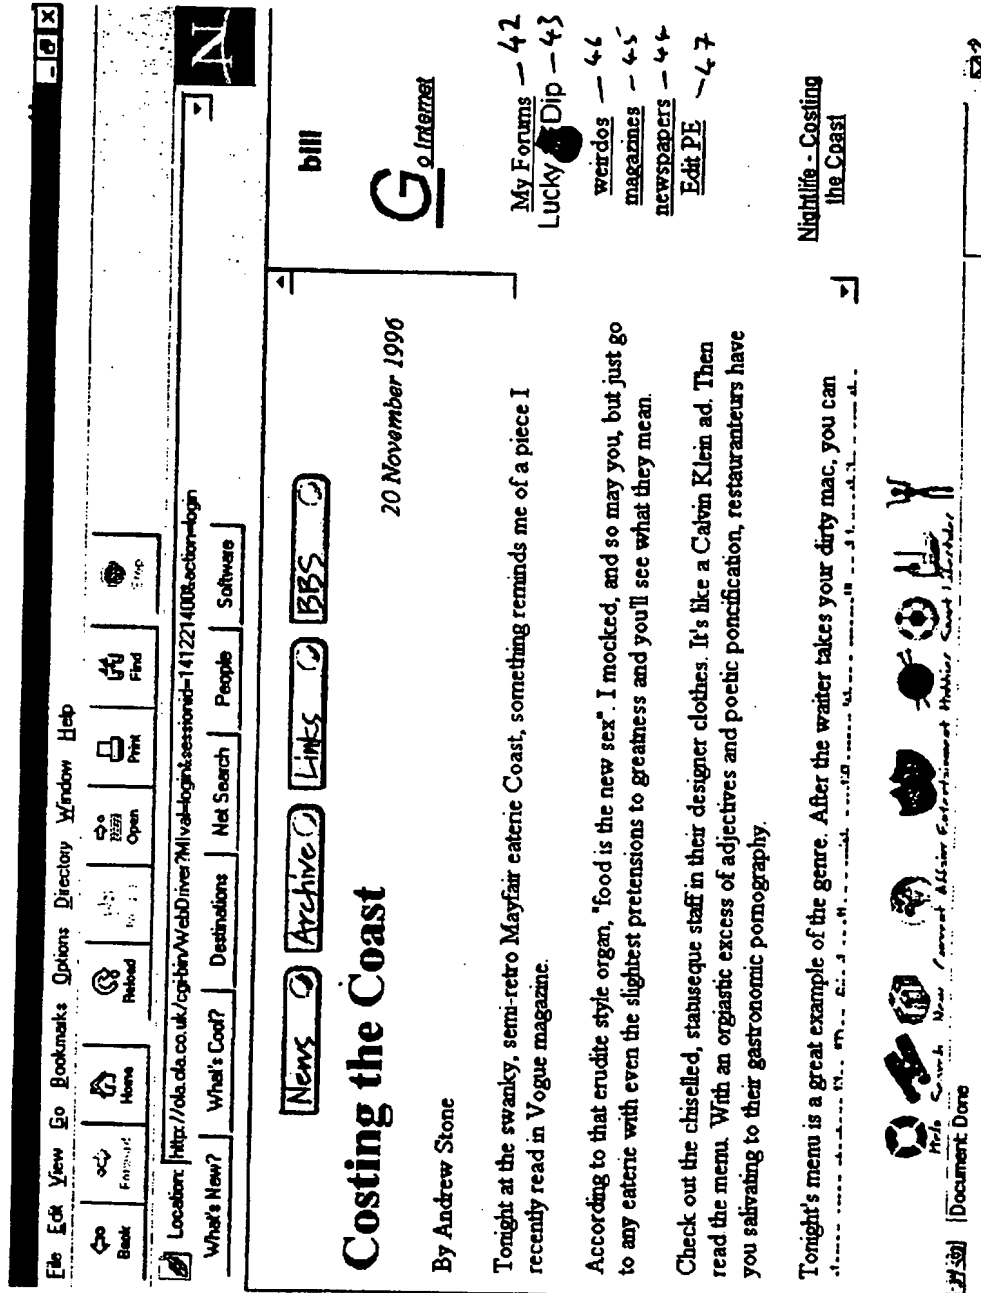 File Edit View Go Bookmarks Options Directory Window Help
Back Forward Home Reload Open Print Find Stop
Location: http://ola.ola.co.uk/cgi-bin/WebDriver?MIval=login&sessionid=1412214008&action=login
What's New? What's Cool? Destinations Net Search People Software
N
bill
Go Internet
News Archive Links BBS
Costing the Coast
20 November 1996
By Andrew Stone
Tonight at the swanky, semi-retro Mayfair eaterie Coast, something reminds me of a piece I
recently read in Vogue magazine.
According to that erudite style organ, "food is the new sex". I mocked, and so may you, but just go
to any eaterie with even the slightest pretensions to greatness and you'll see what they mean.
Check out the chiselled, statuseque staff in their designer clothes. It's like a Calvin Klein ad. Then
read the menu. With an orgiastic excess of adjectives and poetic poncification, restauranteurs have
you salivating to their gastronomic pornography.
Tonight's menu is a great example of the genre. After the waiter takes your dirty mac, you can
My Forums - 42
Lucky Dip - 43
weirdos - 46
magazines - 45
newspapers - 44
Edit PE - 47
Nightlife - Costing
the Coast
Help Search News Current Affairs Entertainment Hobbies Sport Lifestyles
Document Done